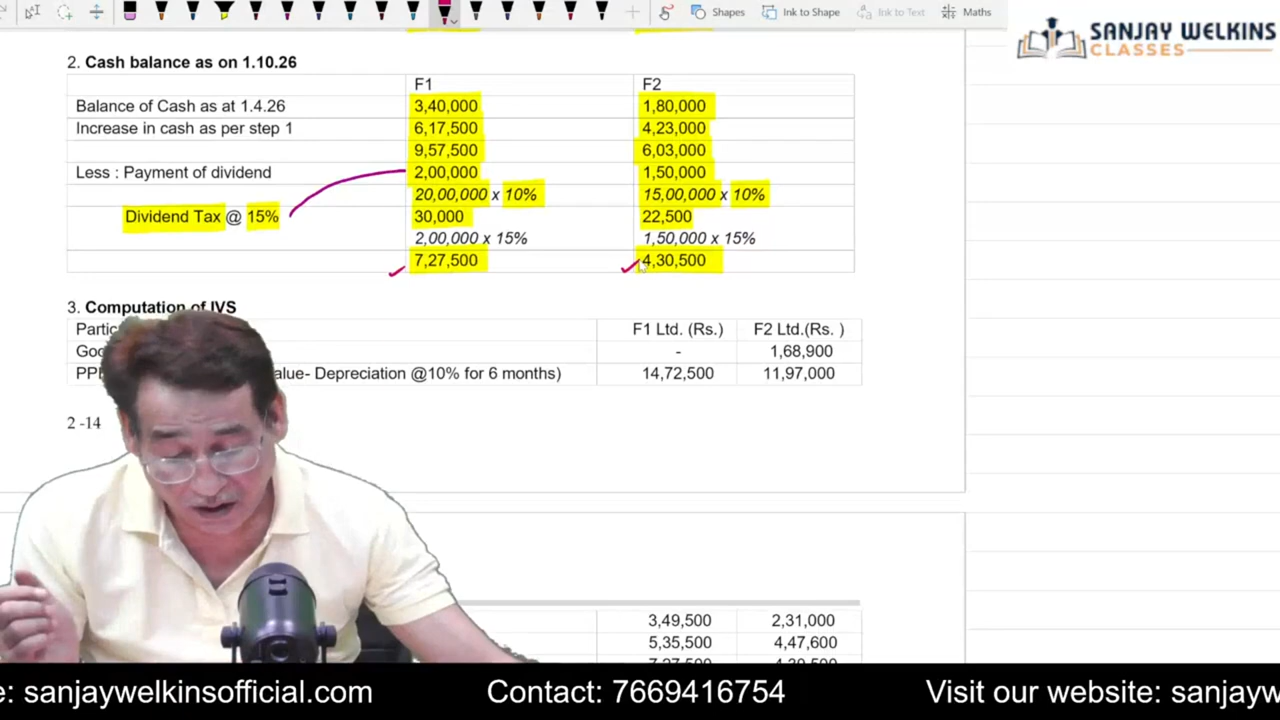 Shapes Ink to Shape Ink to Text Maths
SANJAY WELKINS
CLASSES
2. Cash balance as on 1.10.26
F1 F2
Balance of Cash as at 1.4.26 3,40,000 1,80,000
Increase in cash as per step 1 6,17,500 4,23,000
9,57,500 6,03,000
Less : Payment of dividend 2,00,000 1,50,000
20,00,000 x 10% 15,00,000 x 10%
Dividend Tax @ 15% 30,000 22,500
2,00,000 x 15% 1,50,000 x 15%
7,27,500 4,30,500
3. Computation of IVS
F1 Ltd. (Rs.) F2 Ltd.(Rs. )
- 1,68,900
Depreciation @10% for 6 months) 14,72,500 11,97,000
2 -14
3,49,500 2,31,000
5,35,500 4,47,600
7,27,500 4,30,500
e: sanjaywelkinsofficial.com Contact: 7669416754 Visit our website: sanjayw